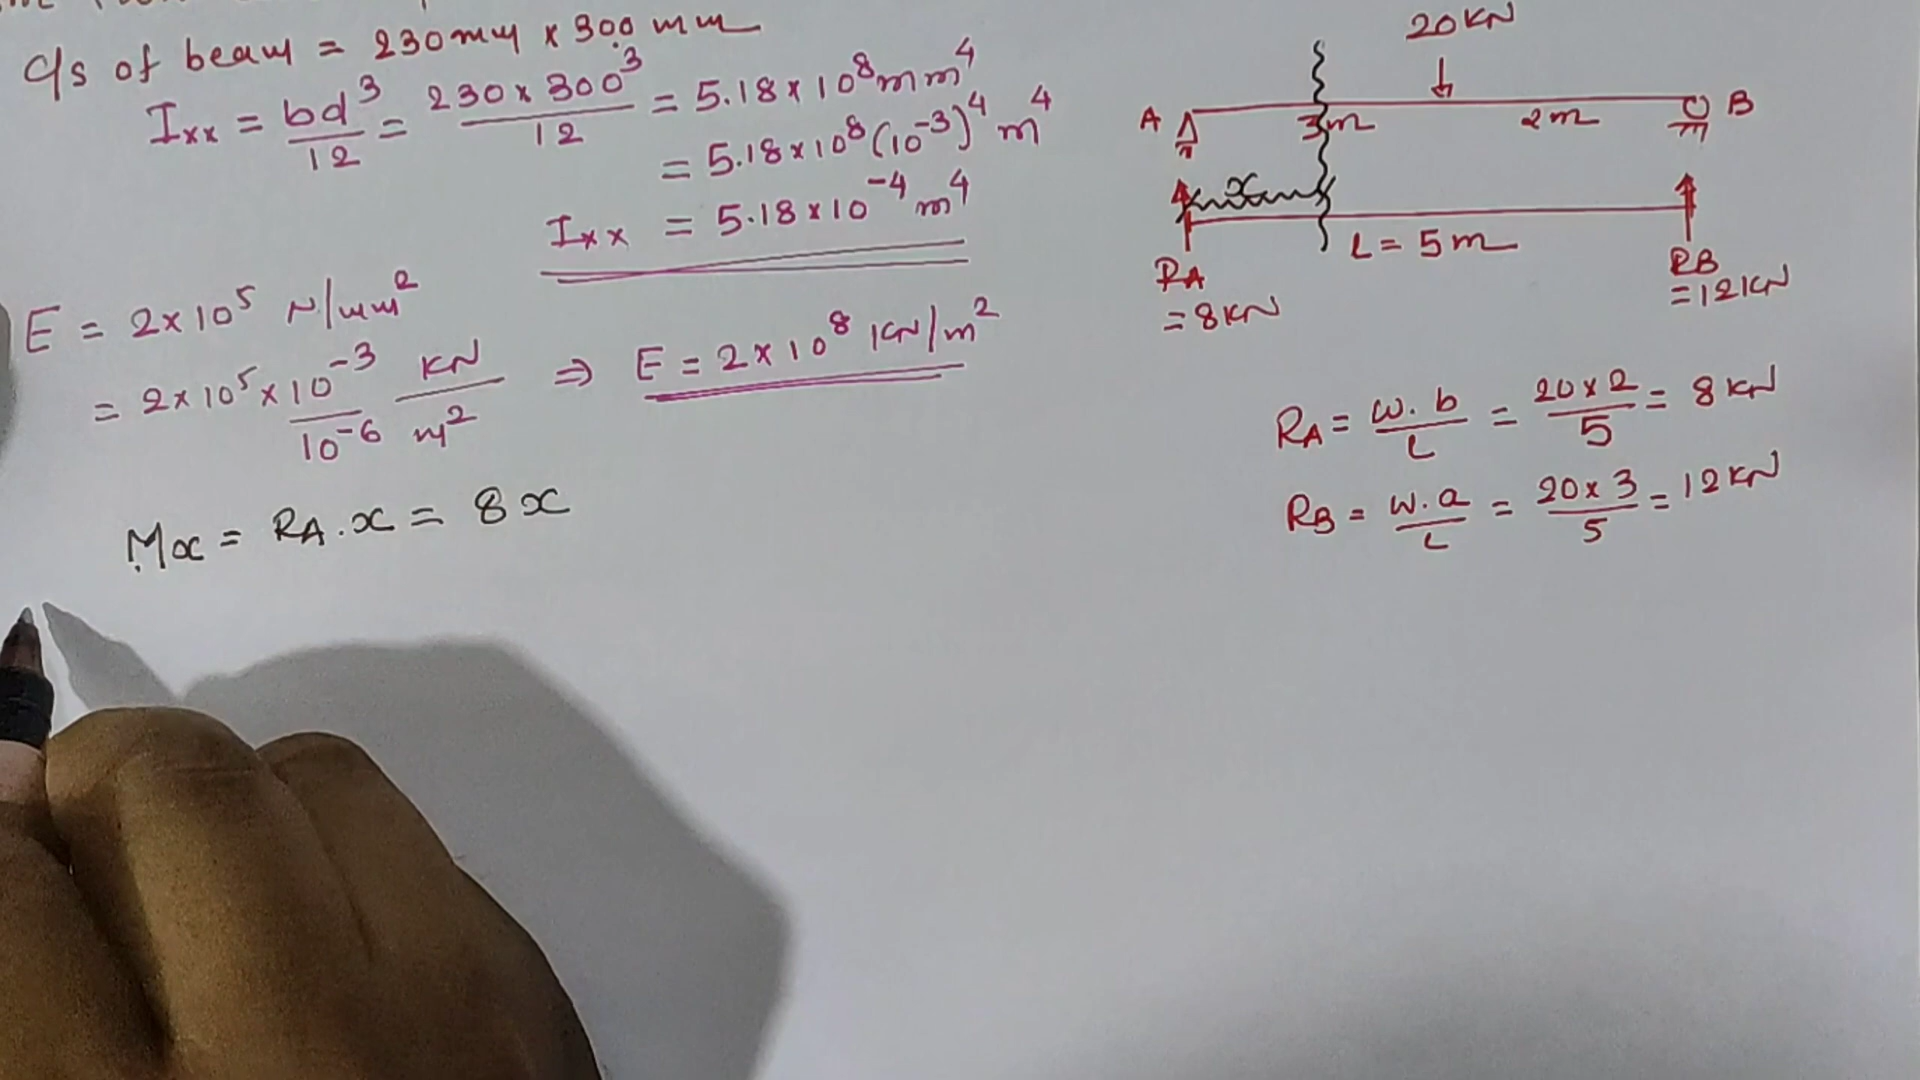 C/s of beam = 230mm x 300 mm
Ixx = bd³/12 = 230 x 300³/12 = 5.18 x 10⁸ mm⁴
= 5.18 x 10⁸ (10⁻³)⁴ m⁴
Ixx = 5.18 x 10⁻⁴ m⁴
E = 2 x 10⁵ N/mm²
= 2 x 10⁵ x 10⁻³/10⁻⁶ KN/m² ⇒ E = 2 x 10⁸ KN/m²
Mx = RA . x = 8x
20KN
A 3m 2m B
x
L = 5m
RA = 8KN
RB = 12KN
RA = W.b/L = 20 x 2/5 = 8 KN
RB = W.a/L = 20 x 3/5 = 12 KN